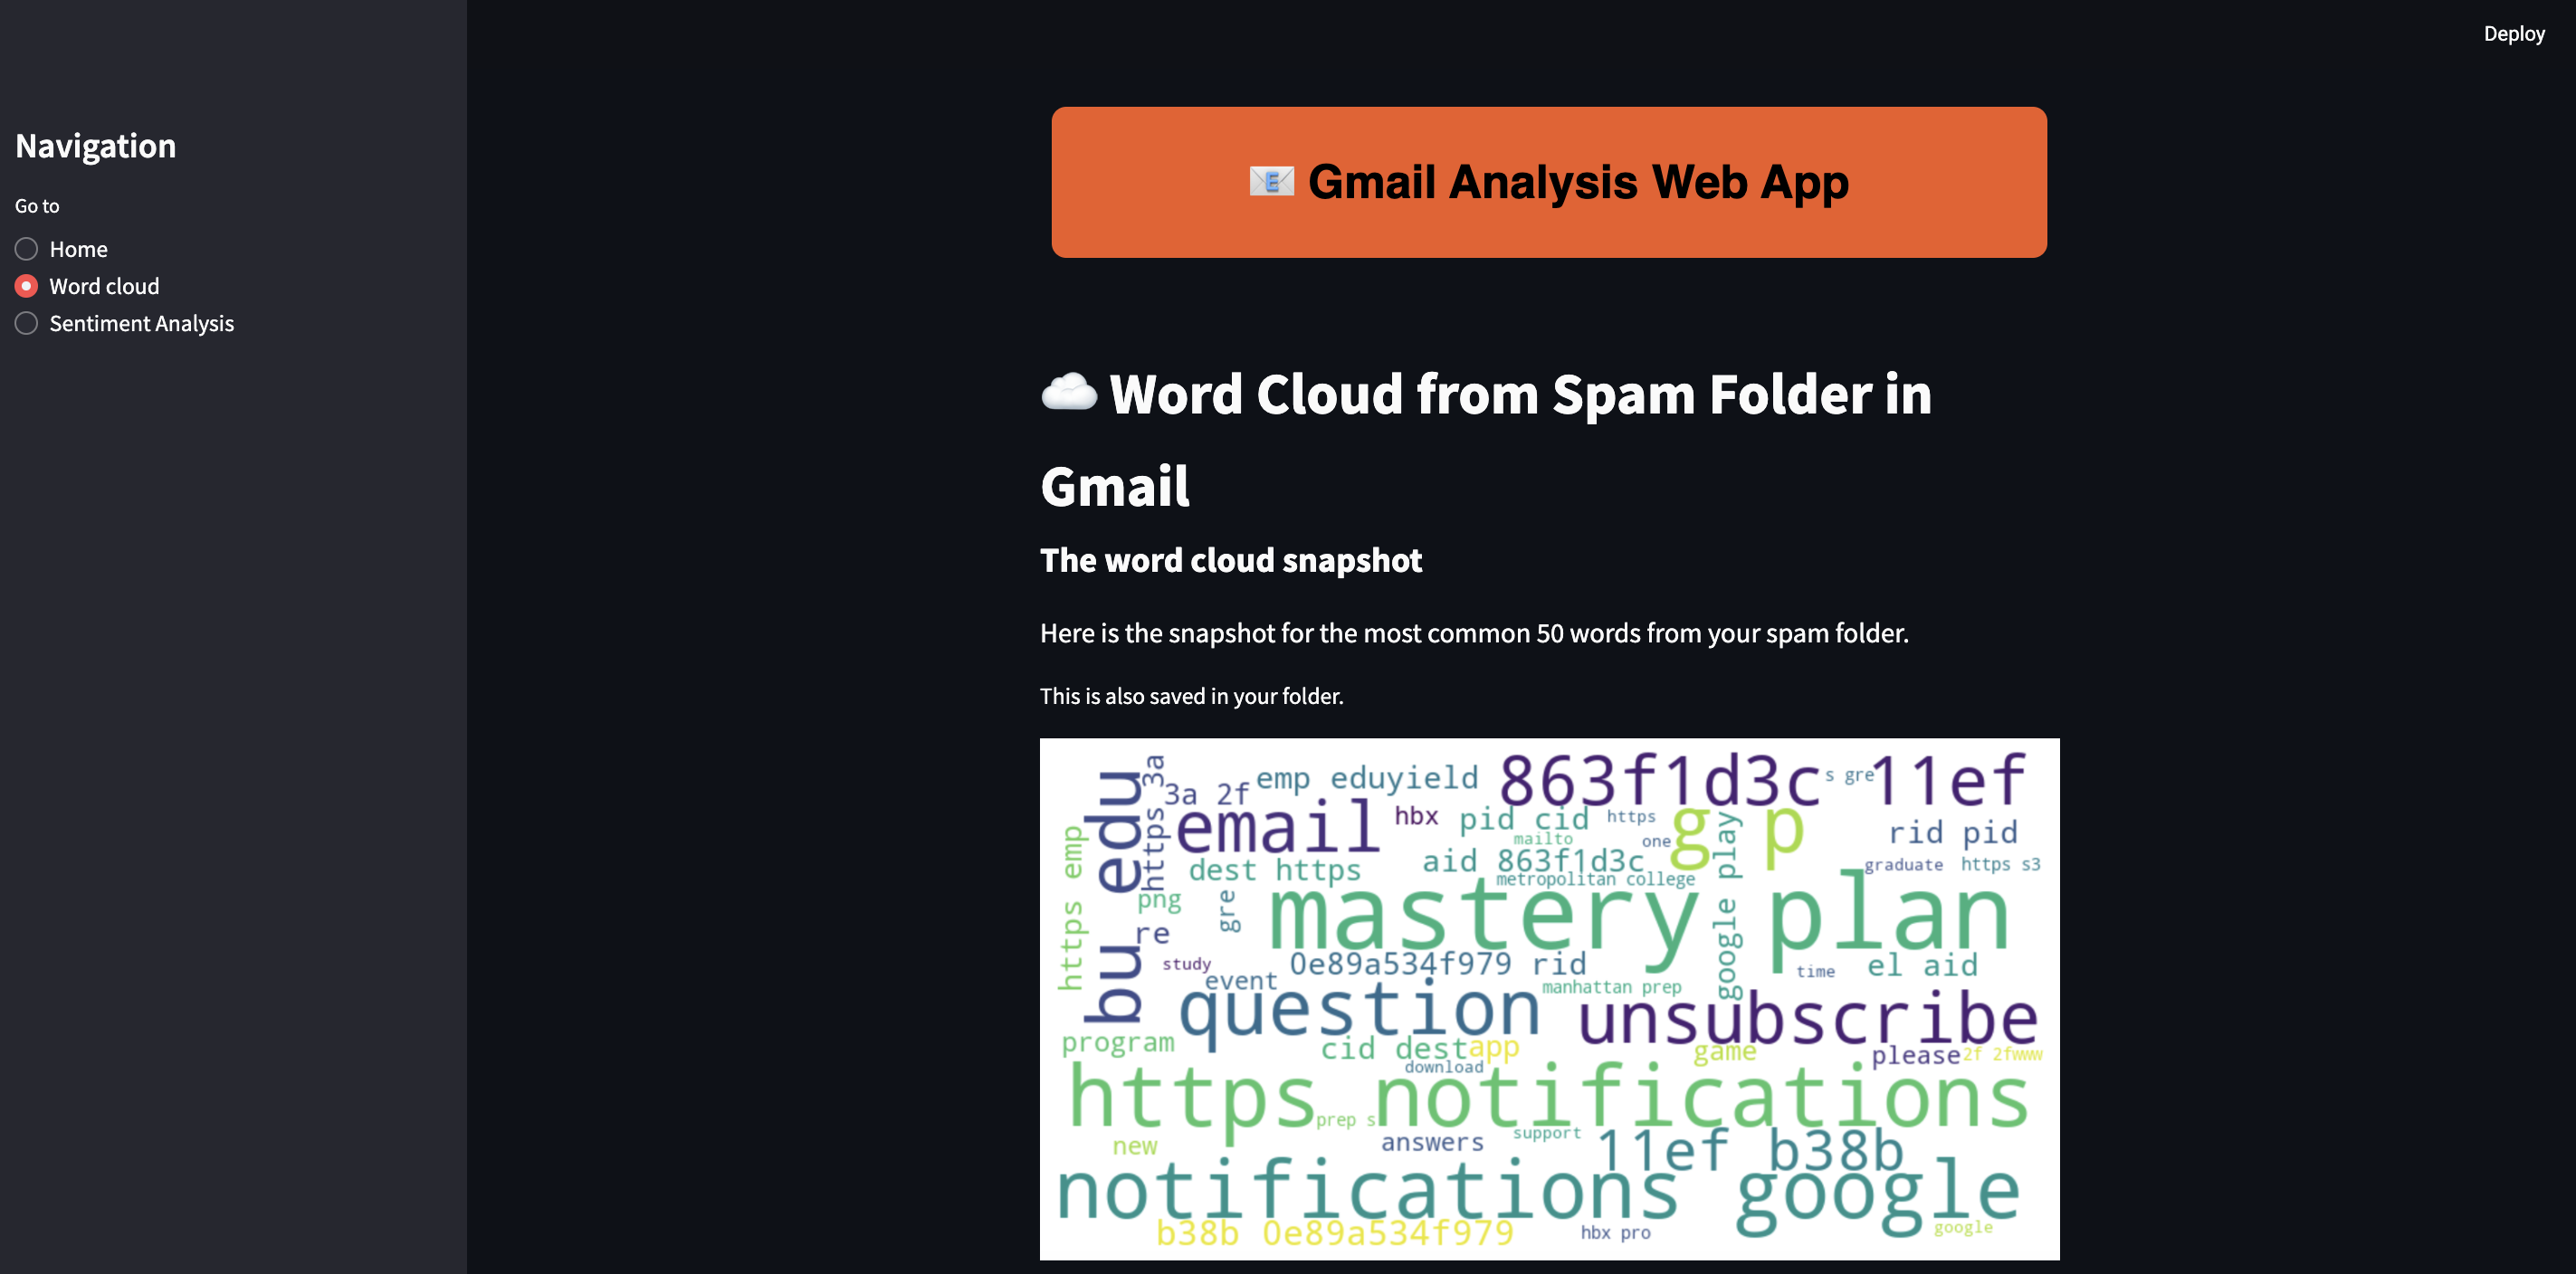 Deploy
Navigation
Go to
Home
Word cloud
Sentiment Analysis
Gmail Analysis Web App
Word Cloud from Spam Folder in
Gmail
The word cloud snapshot
Here is the snapshot for the most common 50 words from your spam folder.
This is also saved in your folder.
https emp
bu edu
https 3a
3a 2f
emp eduyield
863f1d3c 11ef
s gre
email
hbx
pid cid
https
g p
mailto
one
rid pid
dest https
aid 863f1d3c
google play
graduate
https s3
metropolitan college
png
gre
mastery plan
re
study
0e89a534f979 rid
time
el aid
event
manhattan prep
question
unsubscribe
program
cid dest
app
game
please
2f 2fwww
download
https notifications
prep s
new
answers
support
11ef b38b
notifications google
b38b 0e89a534f979
hbx pro
google